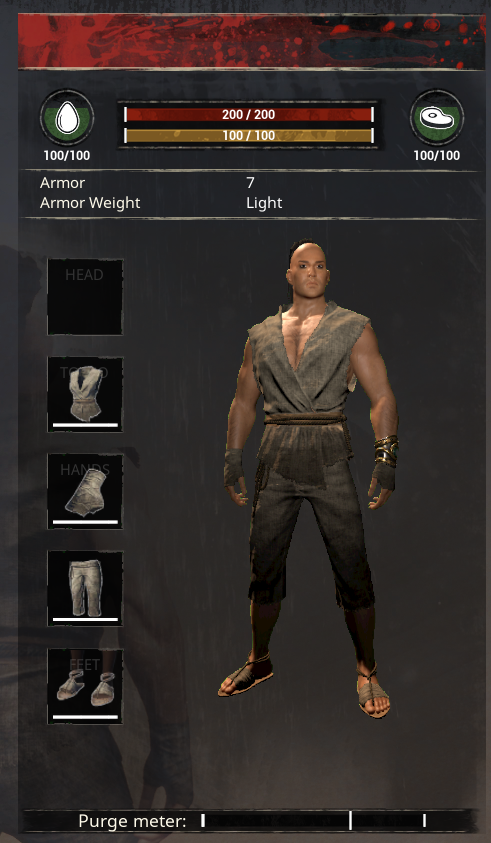 200 / 200
100 / 100
100/100
100/100
Armor 7
Armor Weight Light
HEAD
HANDS
FEET
Purge meter: